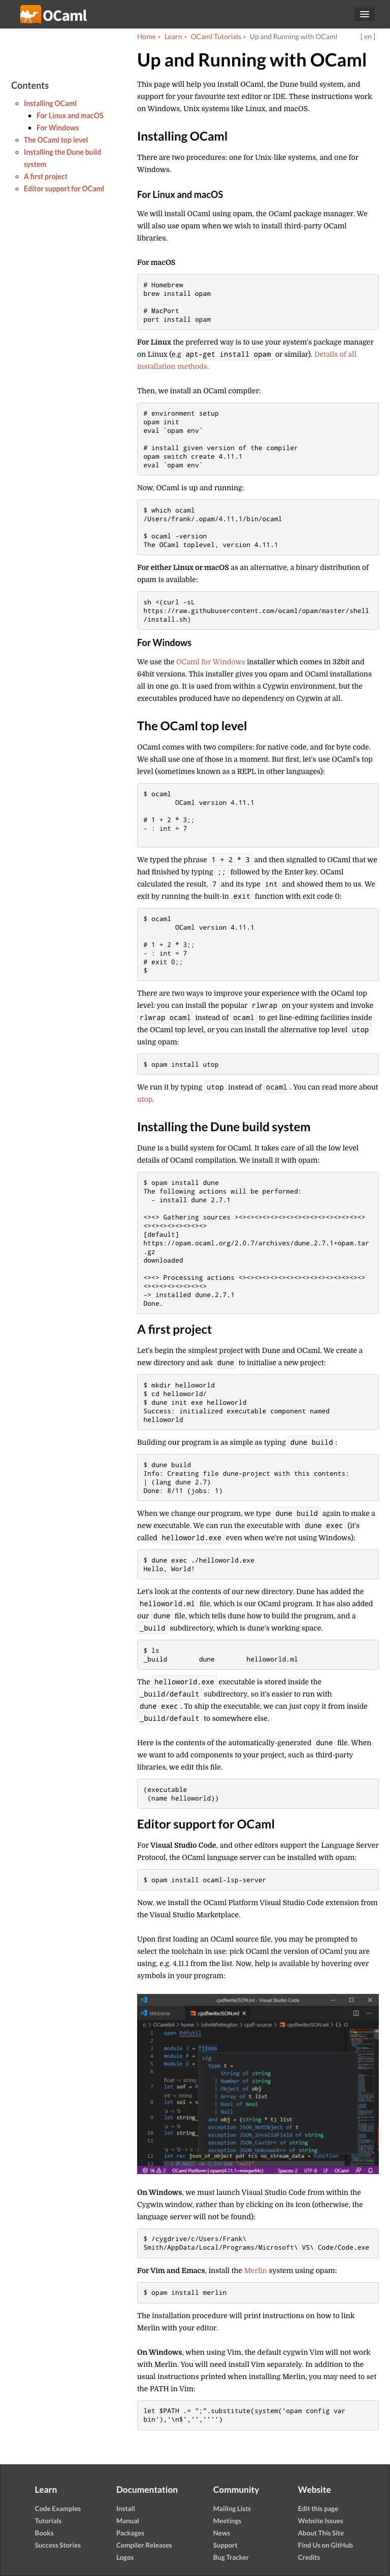 OCaml
Home › Learn › OCaml Tutorials › Up and Running with OCaml
[ en ]
Up and Running with OCaml
Contents
Installing OCaml
For Linux and macOS
For Windows
The OCaml top level
Installing the Dune build
system
A first project
Editor support for OCaml
This page will help you install OCaml, the Dune build system, and
support for your favourite text editor or IDE. These instructions work
on Windows, Unix systems like Linux, and macOS.
Installing OCaml
There are two procedures: one for Unix-like systems, and one for
Windows.
For Linux and macOS
We will install OCaml using opam, the OCaml package manager. We
will also use opam when we wish to install third-party OCaml
libraries.
For macOS
# Homebrew
brew install opam
# MacPort
port install opam
For Linux the preferred way is to use your system's package manager
on Linux (e.g apt-get install opam or similar). Details of all
installation methods.
Then, we install an OCaml compiler:
# environment setup
opam init
eval `opam env`
# install given version of the compiler
opam switch create 4.11.1
eval `opam env`
Now, OCaml is up and running:
$ which ocaml
/Users/frank/.opam/4.11.1/bin/ocaml
$ ocaml -version
The OCaml toplevel, version 4.11.1
For either Linux or macOS as an alternative, a binary distribution of
opam is available:
sh <(curl -sL
https://raw.githubusercontent.com/ocaml/opam/master/shell
/install.sh)
For Windows
We use the OCaml for Windows installer which comes in 32bit and
64bit versions. This installer gives you opam and OCaml installations
all in one go. It is used from within a Cygwin environment, but the
executables produced have no dependency on Cygwin at all.
The OCaml top level
OCaml comes with two compilers: for native code, and for byte code.
We shall use one of those in a moment. But first, let's use OCaml's top
level (sometimes known as a REPL in other languages):
$ ocaml
OCaml version 4.11.1
# 1 + 2 * 3;;
- : int = 7
We typed the phrase 1 + 2 * 3 and then signalled to OCaml that we
had finished by typing ;; followed by the Enter key. OCaml
calculated the result, 7 and its type int and showed them to us. We
exit by running the built-in exit function with exit code 0:
$ ocaml
OCaml version 4.11.1
# 1 + 2 * 3;;
- : int = 7
# exit 0;;
$
There are two ways to improve your experience with the OCaml top
level: you can install the popular rlwrap on your system and invoke
rlwrap ocaml instead of ocaml to get line-editing facilities inside
the OCaml top level, or you can install the alternative top level utop
using opam:
$ opam install utop
We run it by typing utop instead of ocaml. You can read more about
utop.
Installing the Dune build system
Dune is a build system for OCaml. It takes care of all the low level
details of OCaml compilation. We install it with opam:
$ opam install dune
The following actions will be performed:
- install dune 2.7.1
<><> Gathering sources ><><><><><><><><><><><><><><><><><
<><><><><><><><>
[default]
https://opam.ocaml.org/2.0.7/archives/dune.2.7.1+opam.tar
.gz
downloaded
<><> Processing actions <><><><><><><><><><><><><><><><>
<><><><><><><><>
-> installed dune.2.7.1
Done.
A first project
Let's begin the simplest project with Dune and OCaml. We create a
new directory and ask dune to initialise a new project:
$ mkdir helloworld
$ cd helloworld/
$ dune init exe helloworld
Success: initialized executable component named
helloworld
Building our program is as simple as typing dune build :
$ dune build
Info: Creating file dune-project with this contents:
| (lang dune 2.7)
Done: 8/11 (jobs: 1)
When we change our program, we type dune build again to make a
new executable. We can run the executable with dune exec (it's
called helloworld.exe even when we're not using Windows):
$ dune exec ./helloworld.exe
Hello, World!
Let's look at the contents of our new directory. Dune has added the
helloworld.ml file, which is our OCaml program. It has also added
our dune file, which tells dune how to build the program, and a
_build subdirectory, which is dune's working space.
$ ls
_build dune helloworld.ml
The helloworld.exe executable is stored inside the
_build/default subdirectory, so it's easier to run with
dune exec. To ship the executable, we can just copy it from inside
_build/default to somewhere else.
Here is the contents of the automatically-generated dune file. When
we want to add components to your project, such as third-party
libraries, we edit this file.
(executable
(name helloworld))
Editor support for OCaml
For Visual Studio Code, and other editors support the Language Server
Protocol, the OCaml language server can be installed with opam:
$ opam install ocaml-lsp-server
Now, we install the OCaml Platform Visual Studio Code extension from
the Visual Studio Marketplace.
Upon first loading an OCaml source file, you may be prompted to
select the toolchain in use: pick OCaml the version of OCaml you are
using, e.g. 4.11.1 from the list. Now, help is available by hovering over
symbols in your program:
cpdfwriteJSON.ml - Visual Studio Code
Welcome
cpdfwriteJSON.ml
1 open Pdfutil
2
3 module J = Tjjson
4 module P =
5 module O =
sig
type t =
String of string
| Number of string
| Object of obj
| Array of t list
| Bool of bool
| Null
and obj = (string * t) list
exception JSON_NotObject of t
exception JSON_InvalidField of string
exception JSON_CastErr of string
On Windows, we must launch Visual Studio Code from within the
Cygwin window, rather than by clicking on its icon (otherwise, the
language server will not be found):
$ /cygdrive/c/Users/Frank\
Smith/AppData/Local/Programs/Microsoft\ VS\ Code/Code.exe
For Vim and Emacs, install the Merlin system using opam:
$ opam install merlin
The installation procedure will print instructions on how to link
Merlin with your editor.
On Windows, when using Vim, the default cygwin Vim will not work
with Merlin. You will need install Vim separately. In addition to the
usual instructions printed when installing Merlin, you may need to set
the PATH in Vim:
let $PATH .= ";".substitute(system('opam config var
bin'),'\n$','','''')
Learn
Code Examples
Tutorials
Books
Success Stories
Documentation
Install
Manual
Packages
Compiler Releases
Logos
Community
Mailing Lists
Meetings
News
Support
Bug Tracker
Website
Edit this page
Website Issues
About This Site
Find Us on GitHub
Credits